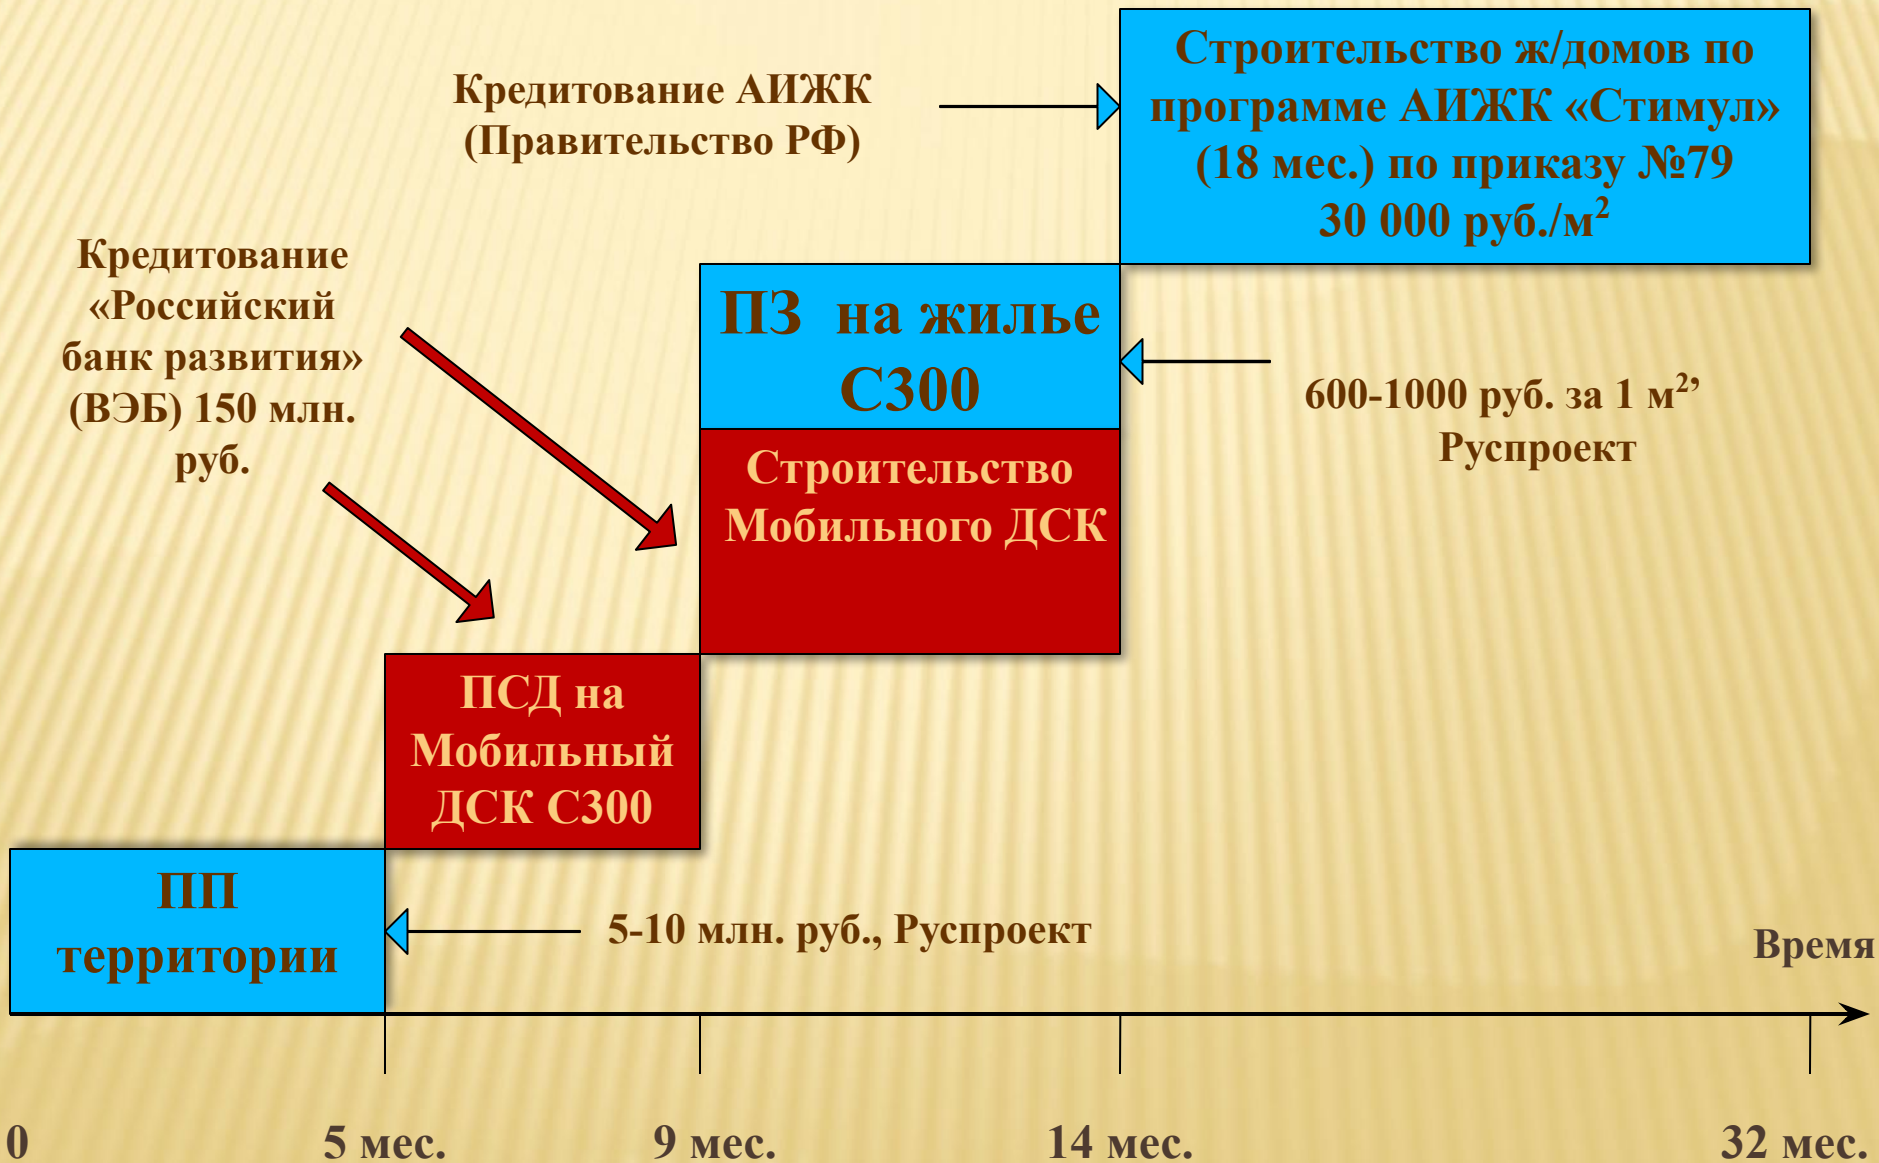 Строительство ж/домов по
программе АИЖК «Стимул»
(18 мес.) по приказу №79
30 000 руб./м²
Кредитование АИЖК
(Правительство РФ)
Кредитование
«Российский
банк развития»
(ВЭБ) 150 млн.
руб.
ПЗ на жилье
С300
600-1000 руб. за 1 м²,
Руспроект
Строительство
Мобильного ДСК
ПСД на
Мобильный
ДСК С300
ПП
территории
5-10 млн. руб., Руспроект
Время
0
5 мес.
9 мес.
14 мес.
32 мес.